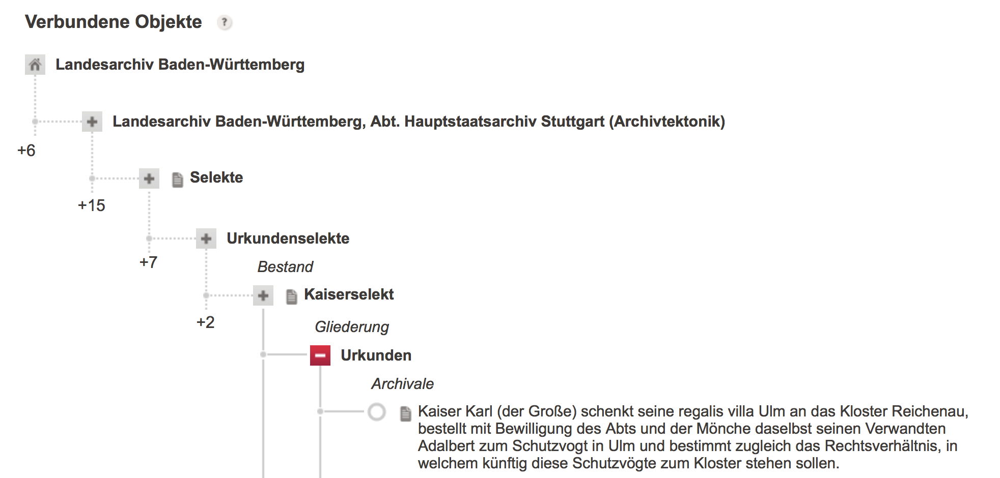 Verbundene Objekte ?
Landesarchiv Baden-Württemberg
Landesarchiv Baden-Württemberg, Abt. Hauptstaatsarchiv Stuttgart (Archivtektonik)
+6
Selekte
+15
Urkundenselekte
+7
Bestand
Kaiserselekt
+2
Gliederung
Urkunden
Archivale
Kaiser Karl (der Große) schenkt seine regalis villa Ulm an das Kloster Reichenau,
bestellt mit Bewilligung des Abts und der Mönche daselbst seinen Verwandten
Adalbert zum Schutzvogt in Ulm und bestimmt zugleich das Rechtsverhältnis, in
welchem künftig diese Schutzvögte zum Kloster stehen sollen.